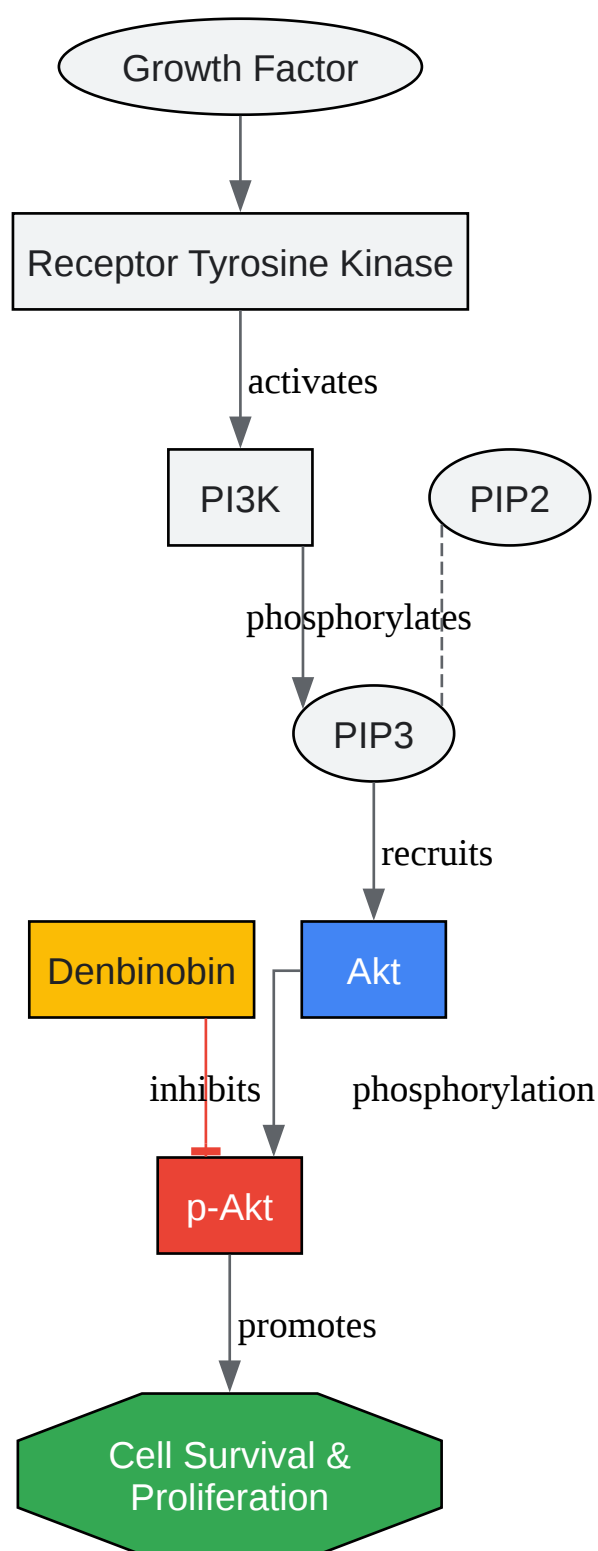 Growth Factor
Receptor Tyrosine Kinase
activates
PI3K
PIP2
phosphorylates
PIP3
recruits
Denbinobin
Akt
inhibits
phosphorylation
p-Akt
promotes
Cell Survival &
Proliferation